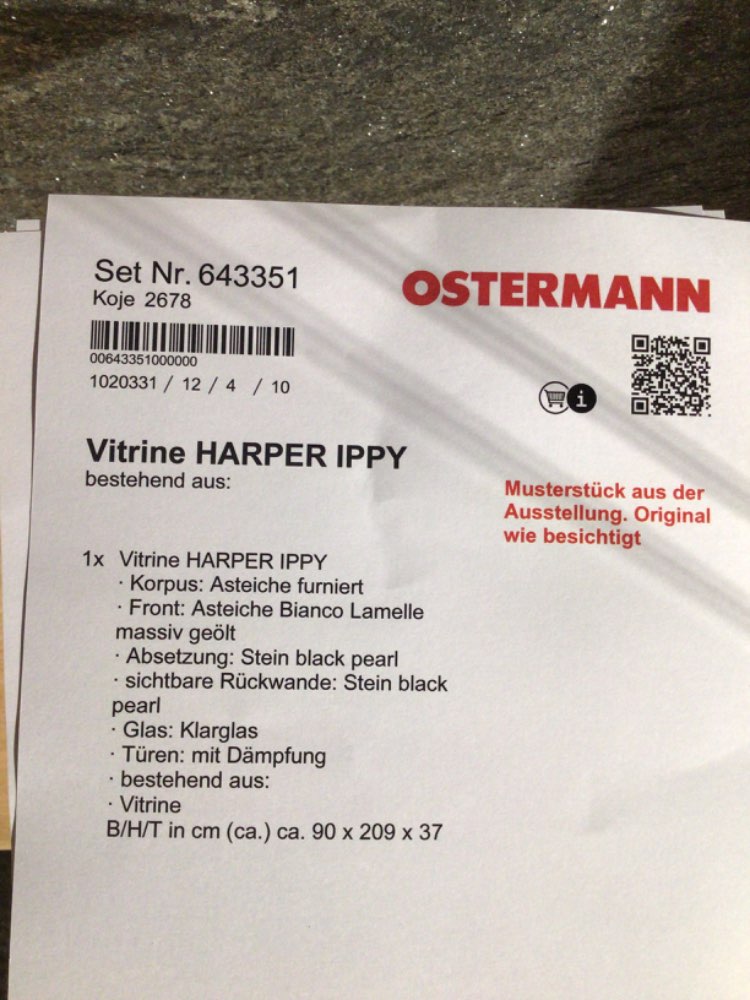 Set Nr. 643351
Koje 2678
OSTERMANN
00643351000000
1020331 / 12 / 4 / 10
i
Vitrine HARPER IPPY
bestehend aus:
Musterstück aus der
Ausstellung. Original
wie besichtigt
1x Vitrine HARPER IPPY
· Korpus: Asteiche furniert
· Front: Asteiche Bianco Lamelle
massiv geölt
· Absetzung: Stein black pearl
· sichtbare Rückwande: Stein black
pearl
· Glas: Klarglas
· Türen: mit Dämpfung
· bestehend aus:
· Vitrine
B/H/T in cm (ca.) ca. 90 x 209 x 37